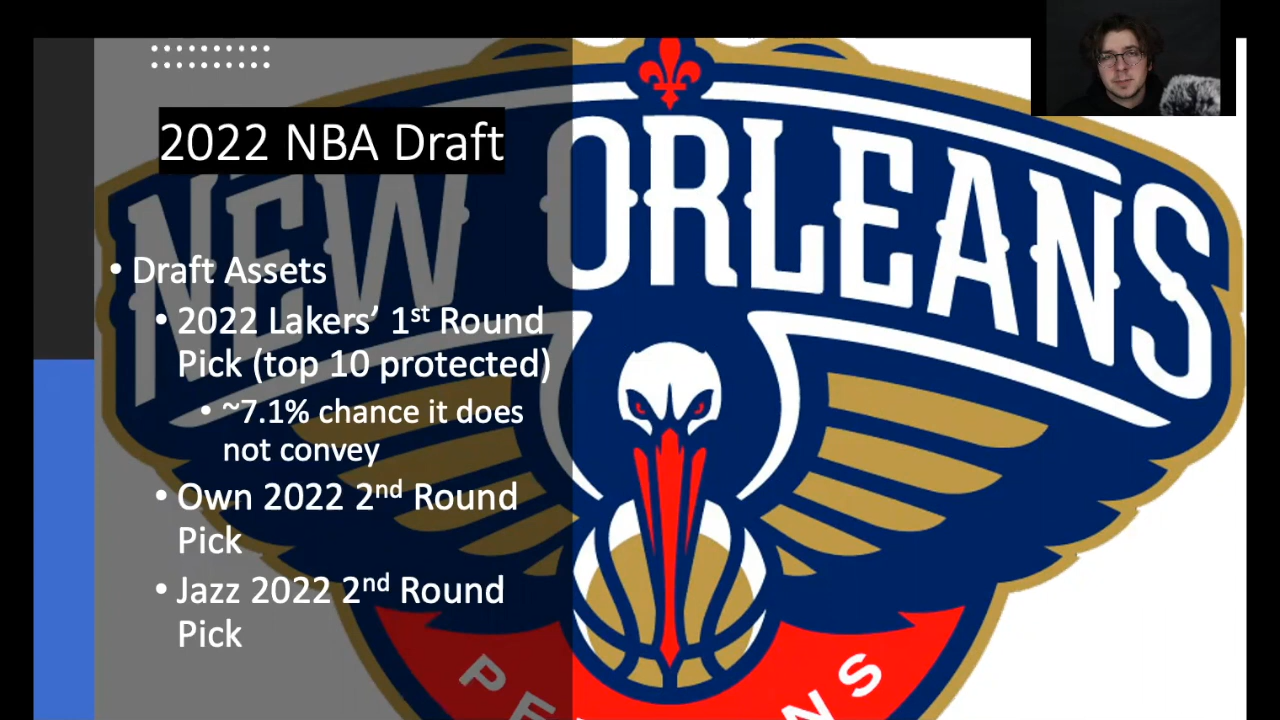 2022 NBA Draft
NEW ORLEANS
• Draft Assets
• 2022 Lakers’ 1st Round
Pick (top 10 protected)
• ~7.1% chance it does
not convey
• Own 2022 2nd Round
Pick
• Jazz 2022 2nd Round
Pick